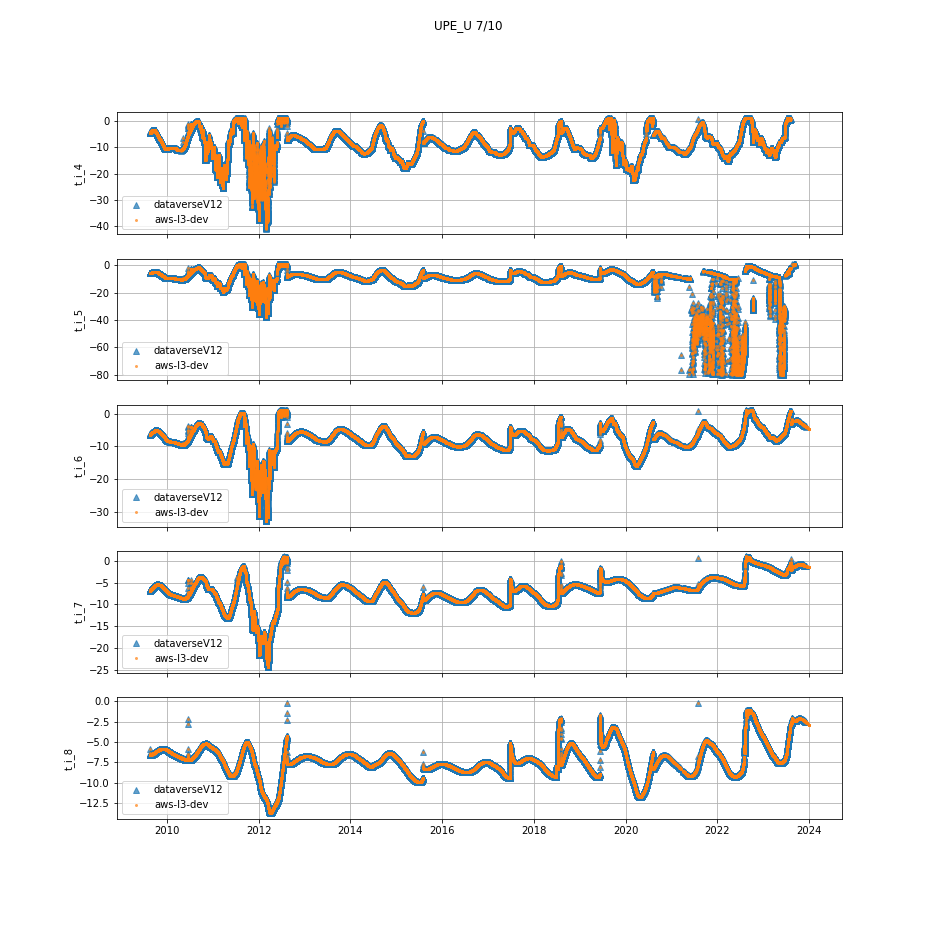 UPE_U 7/10
0
−10
−20
−30
−40
t_i_4
dataverseV12
aws-l3-dev
0
−20
−40
−60
−80
t_i_5
dataverseV12
aws-l3-dev
0
−10
−20
−30
t_i_6
dataverseV12
aws-l3-dev
0
−5
−10
−15
−20
−25
t_i_7
dataverseV12
aws-l3-dev
0.0
−2.5
−5.0
−7.5
−10.0
−12.5
t_i_8
dataverseV12
aws-l3-dev
2010 2012 2014 2016 2018 2020 2022 2024